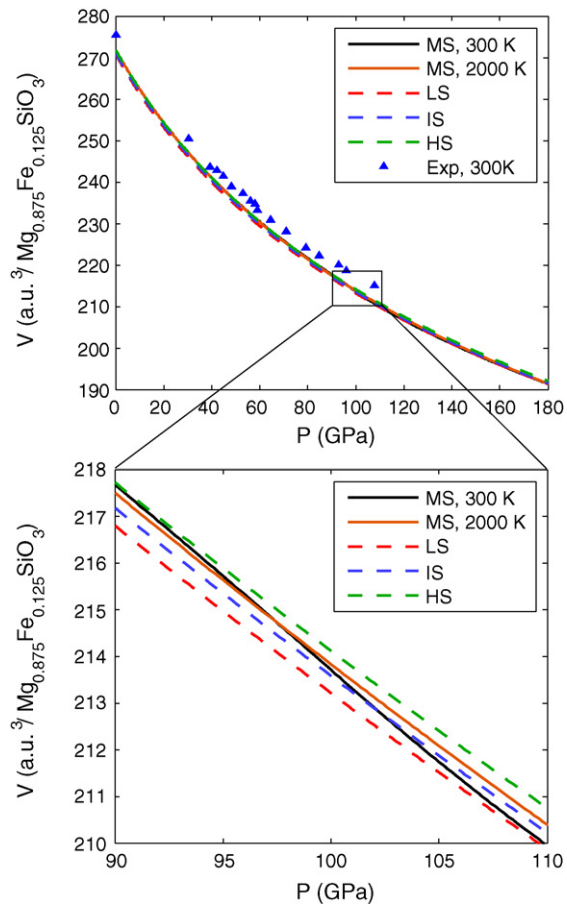 280
270
260
250
240
230
220
210
200
190
V (a.u. ³/ Mg₀.₈₇₅Fe₀.₁₂₅SiO₃)
MS, 300 K
MS, 2000 K
LS
IS
HS
Exp, 300K
0 20 40 60 80 100 120 140 160 180
P (GPa)
218
217
216
215
214
213
212
211
210
V (a.u. ³/ Mg₀.₈₇₅Fe₀.₁₂₅SiO₃)
MS, 300 K
MS, 2000 K
LS
IS
HS
90 95 100 105 110
P (GPa)